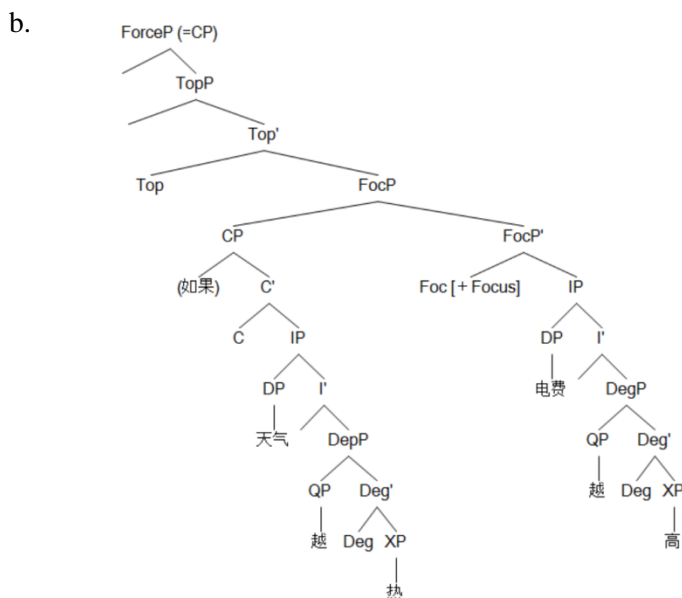 b.
ForceP (=CP)
TopP
Top'
Top FocP
CP FocP'
(如果) C' Foc [+Focus] IP
C IP DP I'
DP I' 电费 DegP
天气 DepP QP Deg'
QP Deg' 越 Deg XP
越 Deg XP 高
热